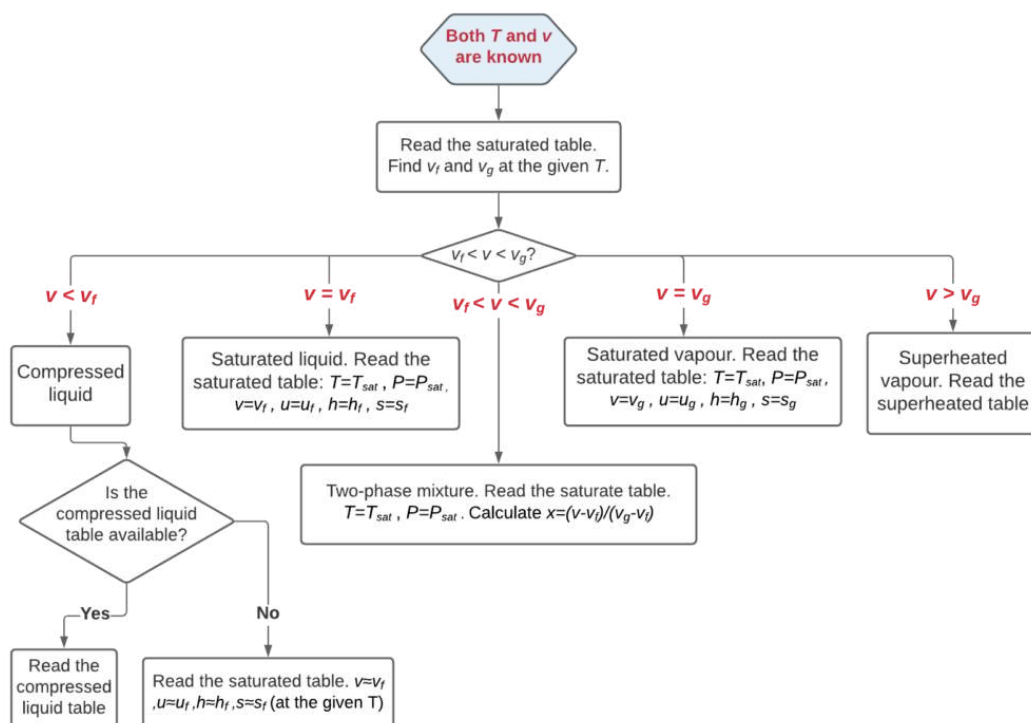 Both T and v
are known
Read the saturated table.
Find vf and vg at the given T.
vf < v < vg?
v < vf
v = vf
vf < v < vg
v = vg
v > vg
Compressed
liquid
Saturated liquid. Read the
saturated table: T=Tsat , P=Psat ,
v=vf , u=uf , h=hf , s=sf
Saturated vapour. Read the
saturated table: T=Tsat, P=Psat ,
v=vg , u=ug , h=hg , s=sg
Superheated
vapour. Read the
superheated table
Two-phase mixture. Read the saturate table.
T=Tsat , P=Psat . Calculate x=(v-vf)/(vg-vf)
Is the
compressed liquid
table available?
Yes
No
Read the
compressed
liquid table
Read the saturated table. v≈vf
,u≈uf ,h≈hf ,s≈sf (at the given T)